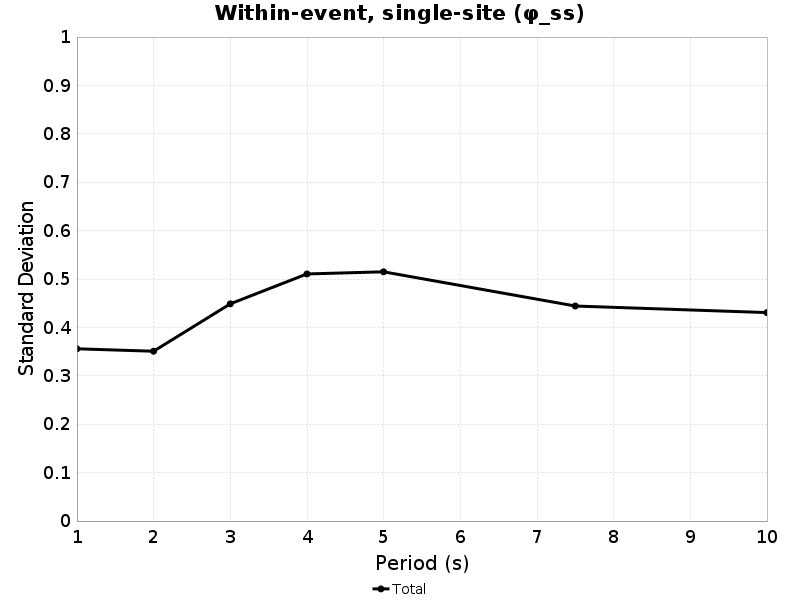 Within-event, single-site (φ_ss)
1
0.9
0.8
0.7
0.6
0.5
0.4
0.3
0.2
0.1
0
Standard Deviation
1 2 3 4 5 6 7 8 9 10
Period (s)
Total